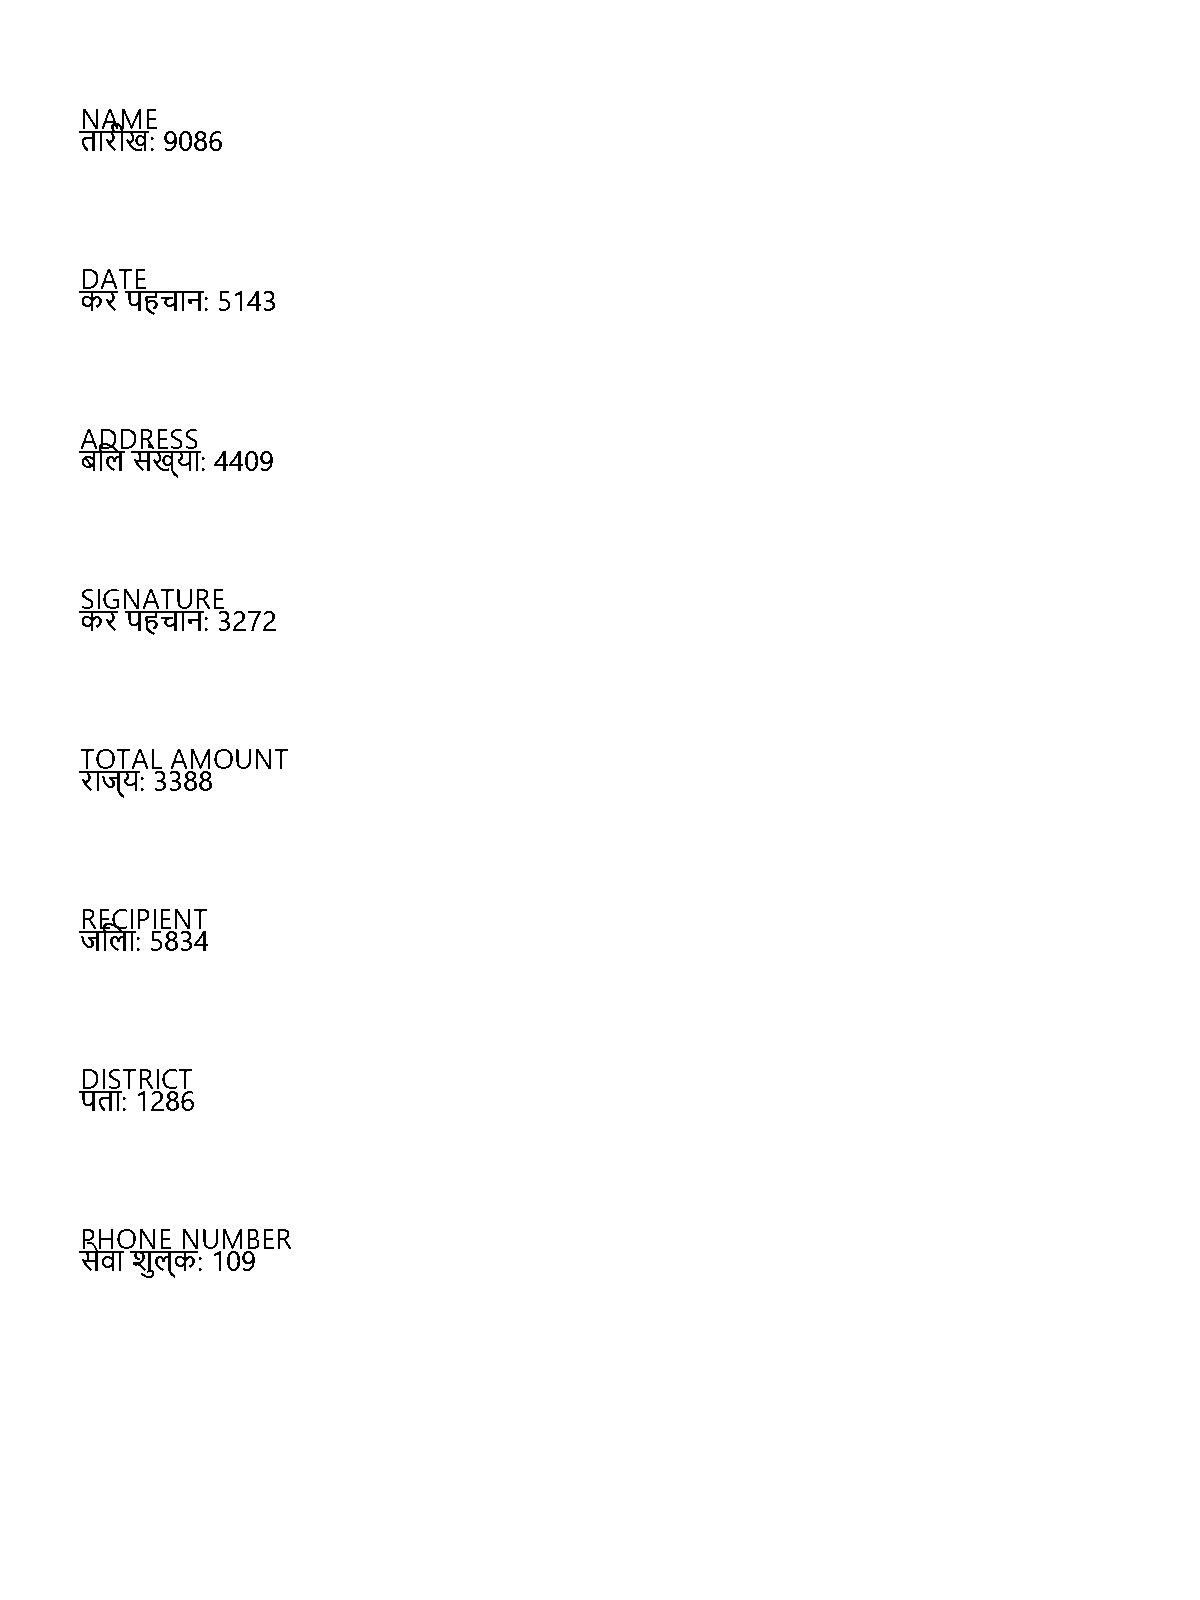 NAME
तारीख: 9086
DATE
कर पहचान: 5143
ADDRESS
बिल संख्या: 4409
SIGNATURE
कर पहचान: 3272
TOTAL AMOUNT
राज्य: 3388
RECIPIENT
जिला: 5834
DISTRICT
पता: 1286
PHONE NUMBER
सेवा शुल्क: 109